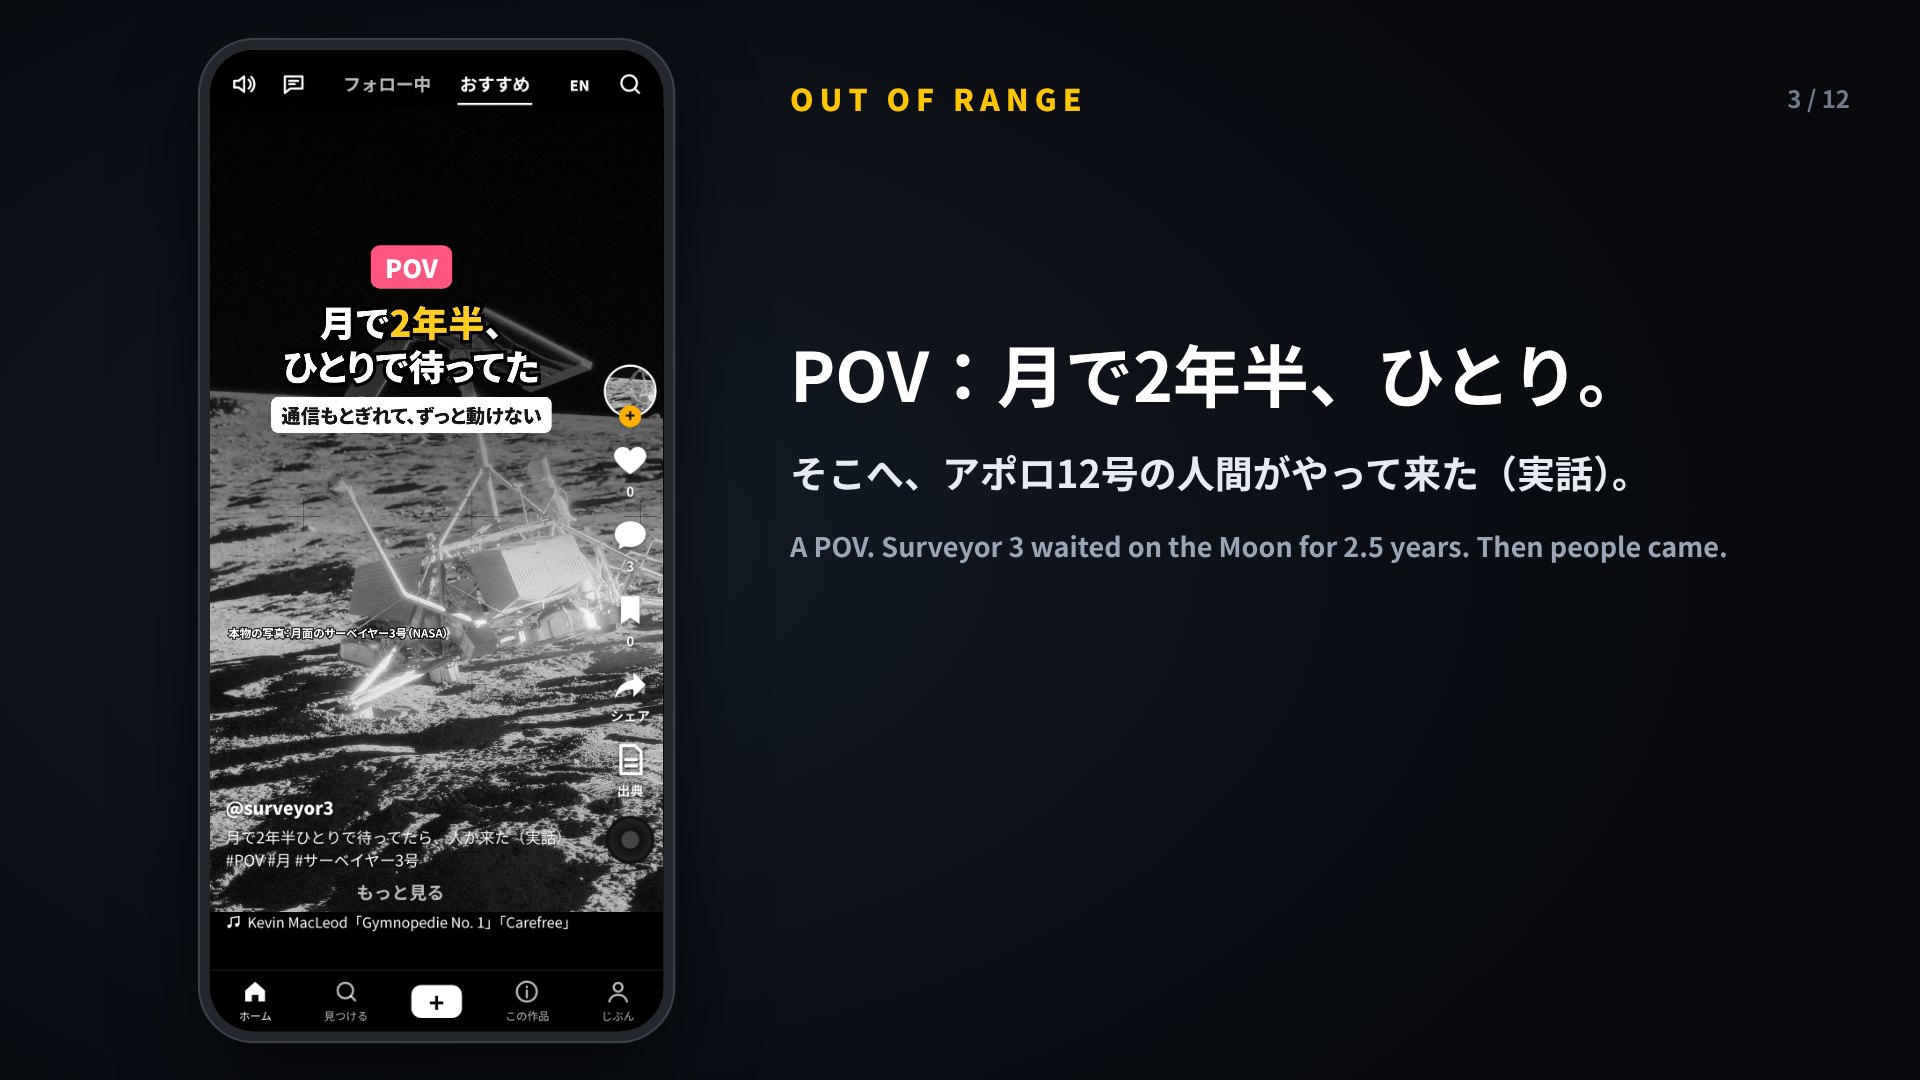 フォロー中 おすすめ EN
POV
月で2年半、
ひとりで待ってた
通信もとぎれて、ずっと動けない
0
3
本物の写真:月面のサーベイヤー3号(NASA)
0
シェア
出典
@surveyor3
月で2年半ひとりで待ってたら、人が来た（実話）
#POV #月 #サーベイヤー3号
もっと見る
Kevin MacLeod「Gymnopedie No. 1」「Carefree」
ホーム 見つける この作品 じぶん
OUT OF RANGE
3 / 12
POV：月で2年半、ひとり。
そこへ、アポロ12号の人間がやって来た（実話）。
A POV. Surveyor 3 waited on the Moon for 2.5 years. Then people came.